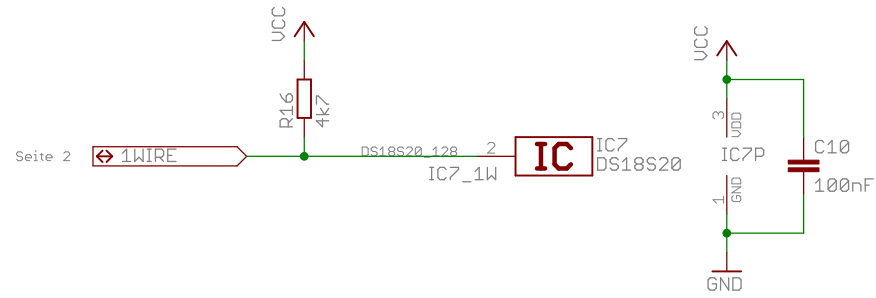 VCC
R16
4k7
Seite 2
1WIRE
DS18S20_128
2
IC7_1W
IC
IC7
DS18S20
VCC
3
VDD
IC7P
1
GND
C10
100nF
GND